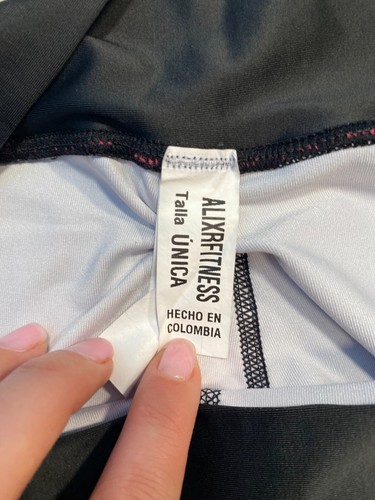 ALIXRFITNESS
Talla ÚNICA
HECHO EN
COLOMBIA